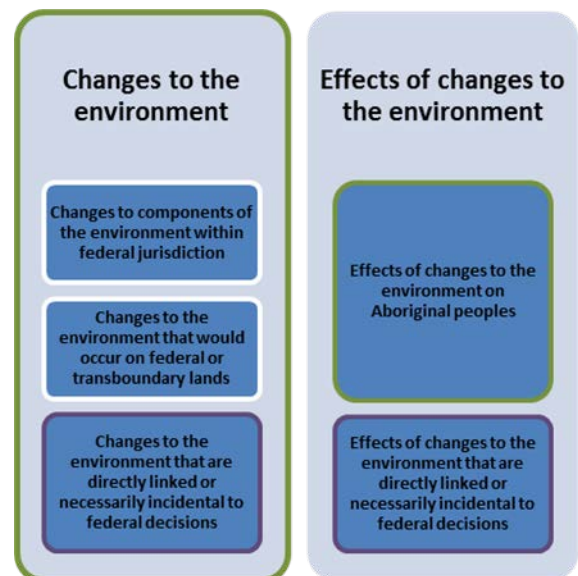 Changes to the
environment
Changes to components of
the environment within
federal jurisdiction
Changes to the
environment that would
occur on federal or
transboundary lands
Changes to the
environment that are
directly linked or
necessarily incidental to
federal decisions
Effects of changes to
the environment
Effects of changes to the
environment on
Aboriginal peoples
Effects of changes to the
environment that are
directly linked or
necessarily incidental to
federal decisions